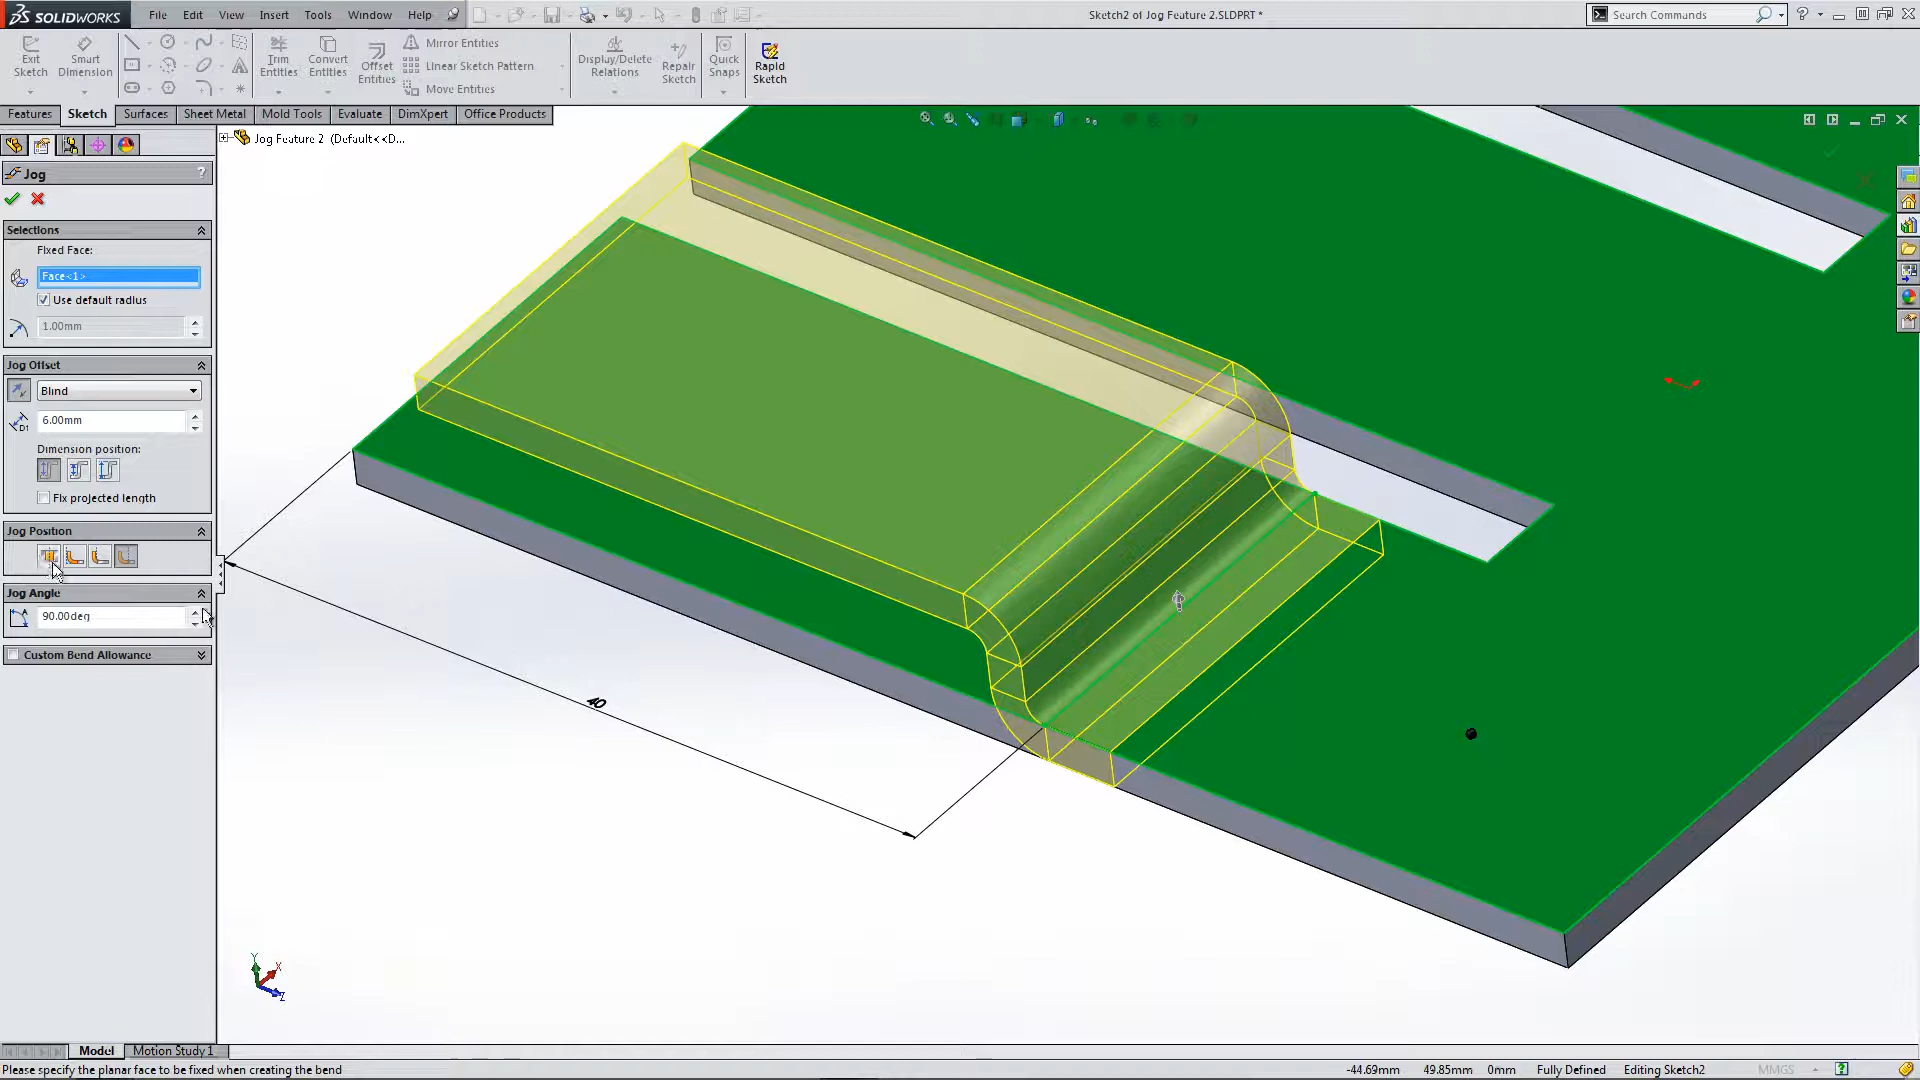 SOLIDWORKS File Edit View Insert Tools Window Help Sketch2 of Jog Feature 2.SLDPRT * Search Commands
Exit Sketch
Smart Dimension
Trim Entities
Convert Entities
Offset Entities
Mirror Entities
Linear Sketch Pattern
Move Entities
Display/Delete Relations
Repair Sketch
Quick Snaps
Rapid Sketch
Features Sketch Surfaces Sheet Metal Mold Tools Evaluate DimXpert Office Products
Jog Feature 2 (Default<<D...
Jog ?
Selections
Fixed Face:
Face<1>
Use default radius
1.00mm
Jog Offset
Blind
D1 6.00mm
Dimension position:
Fix projected length
Jog Position
Jog Angle
90.00deg
Custom Bend Allowance
40
Y
X
Z
Model Motion Study 1
Please specify the planar face to be fixed when creating the bend -44.69mm 49.85mm 0mm Fully Defined Editing Sketch2 MMGS